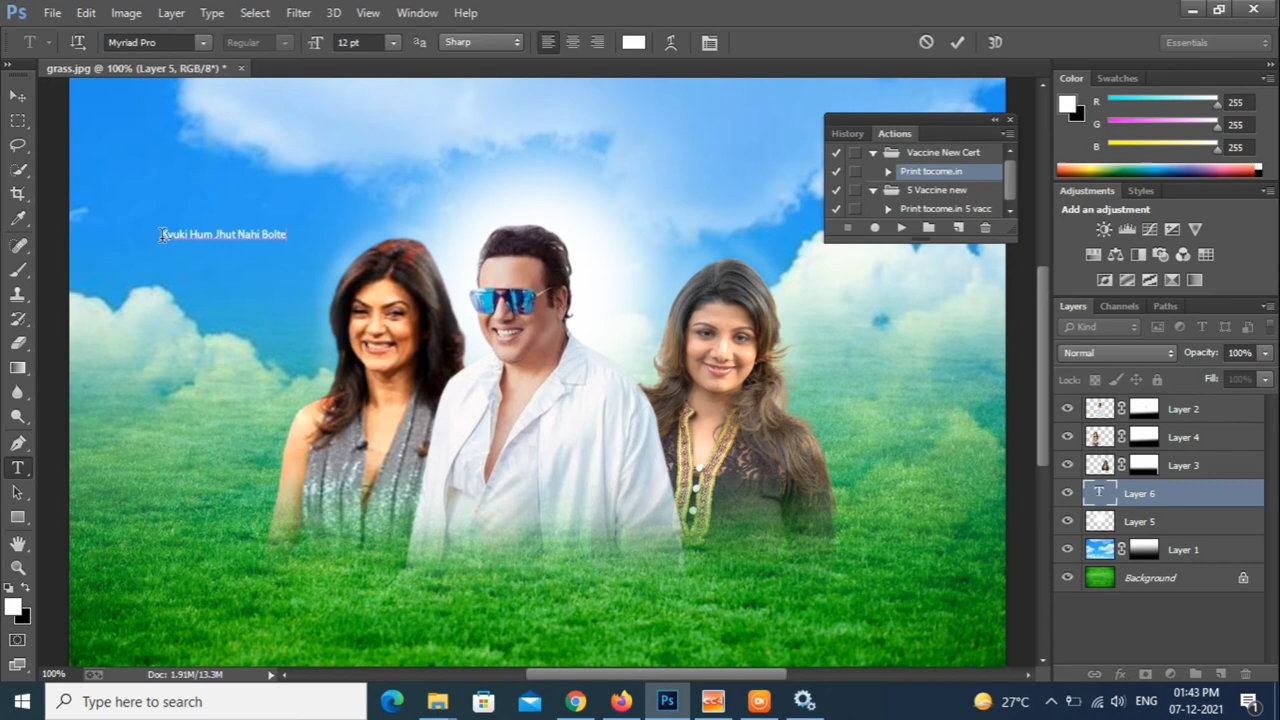 Ps File Edit Image Layer Type Select Filter 3D View Window Help
T Myriad Pro Regular 12 pt Sharp 3D Essentials
grass.jpg @ 100% (Layer 5, RGB/8*) * ×
Color Swatches
R 255
G 255
B 255
History Actions
Vaccine New Cert
Print tocome.in
5 Vaccine new
Print tocome.in 5 vacc
Adjustments Styles
Add an adjustment
Kyuki Hum Jhut Nahi Bolte
Layers Channels Paths
Kind
Normal Opacity: 100%
Lock: Fill: 100%
Layer 2
Layer 4
Layer 3
T Layer 6
Layer 5
Layer 1
Background
100% Doc: 1.91M/13.3M
Type here to search
Ps CC4 27°C ENG 01:43 PM
07-12-2021 1